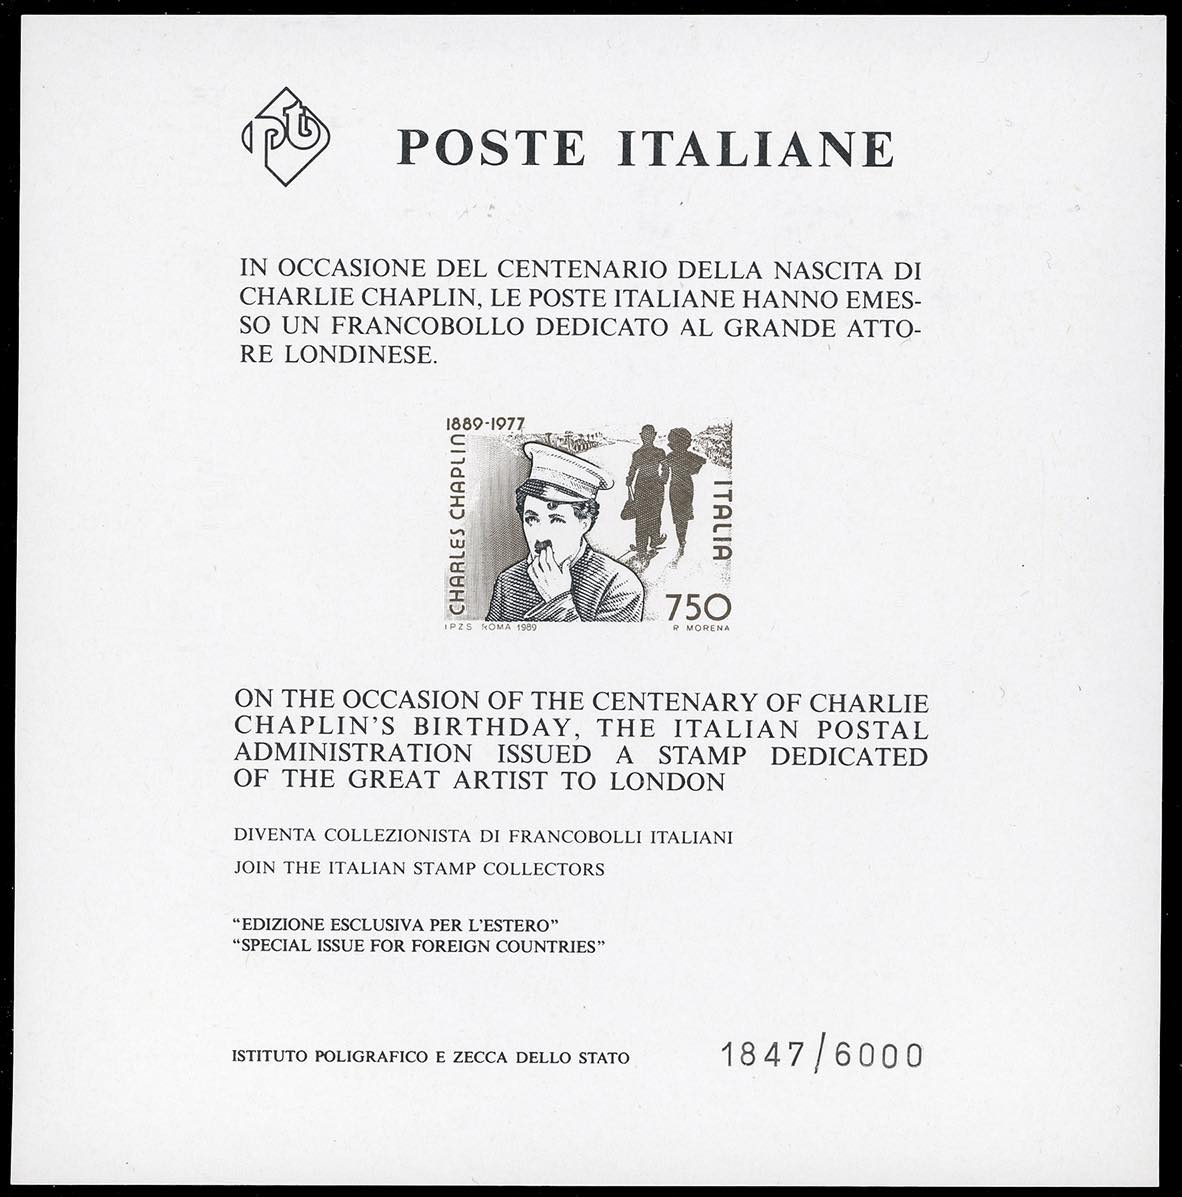 pt
POSTE ITALIANE
IN OCCASIONE DEL CENTENARIO DELLA NASCITA DI
CHARLIE CHAPLIN, LE POSTE ITALIANE HANNO EMES-
SO UN FRANCOBOLLO DEDICATO AL GRANDE ATTO-
RE LONDINESE.
1889-1977
CHARLES CHAPLIN
ITALIA
750
IPZS ROMA 1989
R MORENA
ON THE OCCASION OF THE CENTENARY OF CHARLIE
CHAPLIN'S BIRTHDAY, THE ITALIAN POSTAL
ADMINISTRATION ISSUED A STAMP DEDICATED
OF THE GREAT ARTIST TO LONDON
DIVENTA COLLEZIONISTA DI FRANCOBOLLI ITALIANI
JOIN THE ITALIAN STAMP COLLECTORS
“EDIZIONE ESCLUSIVA PER L'ESTERO”
“SPECIAL ISSUE FOR FOREIGN COUNTRIES”
ISTITUTO POLIGRAFICO E ZECCA DELLO STATO
1847/6000